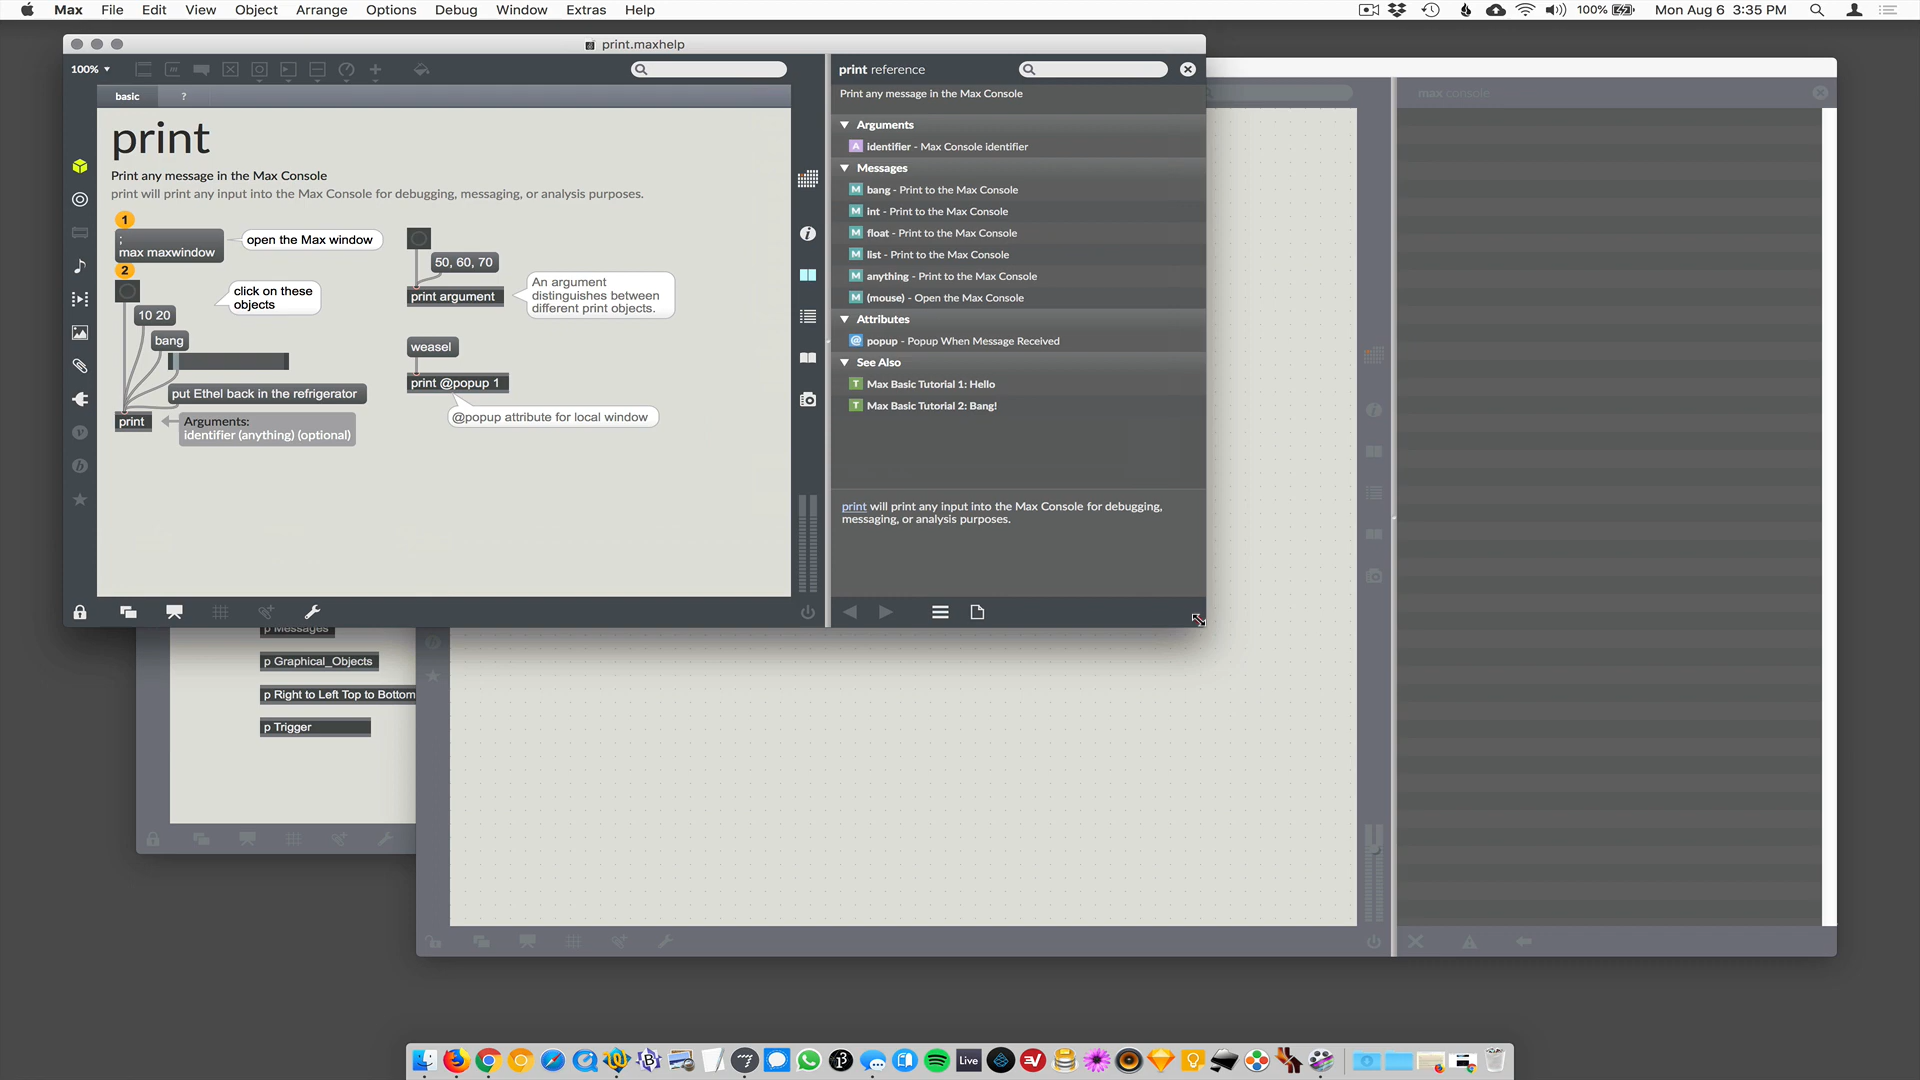 Max File Edit View Object Arrange Options Debug Window Extras Help
100% Mon Aug 6 3:35 PM
print.maxhelp
100%
print reference
basic ?
print
Print any message in the Max Console
print will print any input into the Max Console for debugging, messaging, or analysis purposes.
1
;
max maxwindow
open the Max window
2
click on these
objects
10 20
bang
put Ethel back in the refrigerator
print
Arguments:
identifier (anything) (optional)
50, 60, 70
print argument
An argument
distinguishes between
different print objects.
weasel
print @popup 1
@popup attribute for local window
Print any message in the Max Console
Arguments
A identifier - Max Console identifier
Messages
M bang - Print to the Max Console
M int - Print to the Max Console
M float - Print to the Max Console
M list - Print to the Max Console
M anything - Print to the Max Console
M (mouse) - Open the Max Console
Attributes
@ popup - Popup When Message Received
See Also
T Max Basic Tutorial 1: Hello
T Max Basic Tutorial 2: Bang!
print will print any input into the Max Console for debugging,
messaging, or analysis purposes.
max console
p Messages
p Graphical_Objects
p Right to Left Top to Bottom
p Trigger
Live